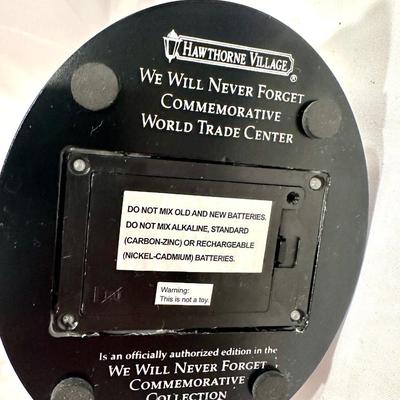 HAWTHORNE VILLAGE
®
WE WILL NEVER FORGET
COMMEMORATIVE
WORLD TRADE CENTER
DO NOT MIX OLD AND NEW BATTERIES.
DO NOT MIX ALKALINE, STANDARD
(CARBON-ZINC) OR RECHARGEABLE
(NICKEL-CADMIUM) BATTERIES.
Warning:
This is not a toy.
Is an officially authorized edition in the
WE WILL NEVER FORGET
COMMEMORATIVE
COLLECTION